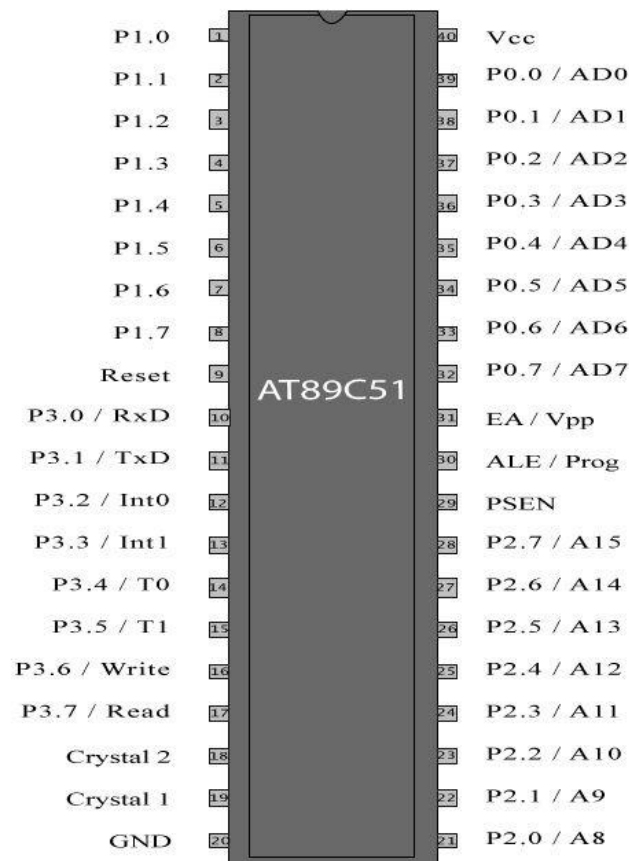 P1.0 1 40 Vcc
P1.1 2 39 P0.0 / AD0
P1.2 3 38 P0.1 / AD1
P1.3 4 37 P0.2 / AD2
P1.4 5 36 P0.3 / AD3
P1.5 6 35 P0.4 / AD4
P1.6 7 34 P0.5 / AD5
P1.7 8 33 P0.6 / AD6
Reset 9 32 P0.7 / AD7
AT89C51
P3.0 / RxD 10 31 EA / Vpp
P3.1 / TxD 11 30 ALE / Prog
P3.2 / Int0 12 29 PSEN
P3.3 / Int1 13 28 P2.7 / A15
P3.4 / T0 14 27 P2.6 / A14
P3.5 / T1 15 26 P2.5 / A13
P3.6 / Write 16 25 P2.4 / A12
P3.7 / Read 17 24 P2.3 / A11
Crystal 2 18 23 P2.2 / A10
Crystal 1 19 22 P2.1 / A9
GND 20 21 P2.0 / A8